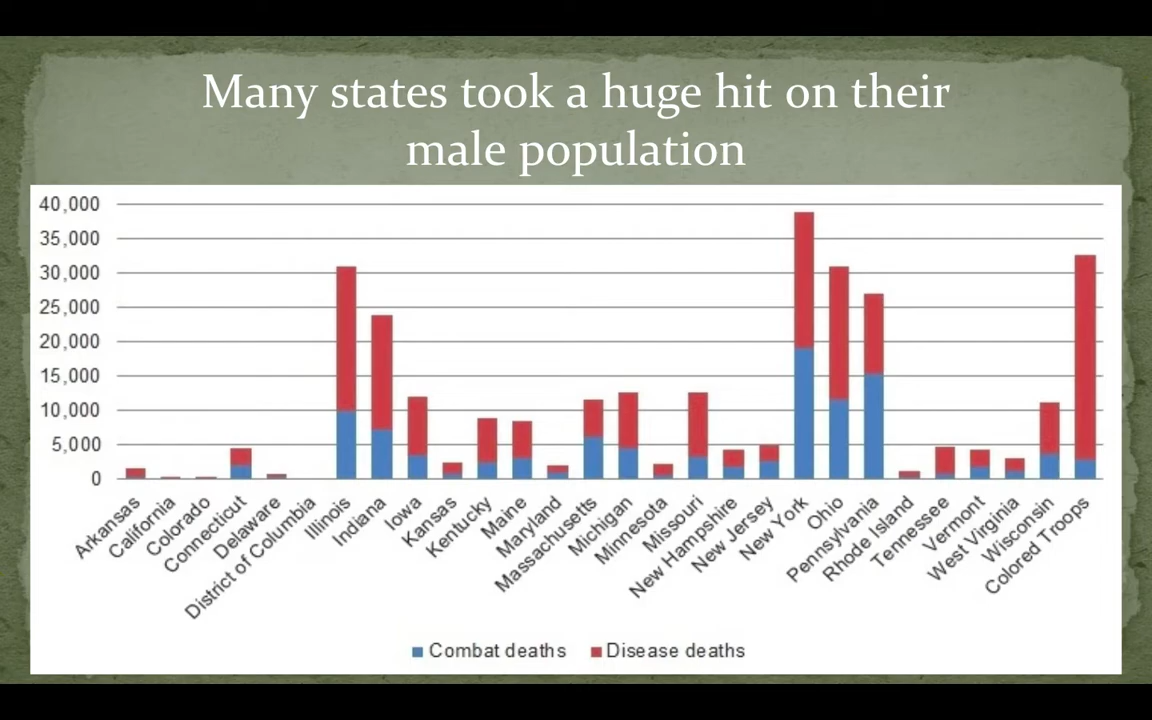 Many states took a huge hit on their
male population
40,000
35,000
30,000
25,000
20,000
15,000
10,000
5,000
0
Arkansas
California
Colorado
Connecticut
Delaware
District of Columbia
Illinois
Indiana
Iowa
Kansas
Kentucky
Maine
Maryland
Massachusetts
Michigan
Minnesota
Missouri
New Hampshire
New Jersey
New York
Ohio
Pennsylvania
Rhode Island
Tennessee
Vermont
West Virginia
Wisconsin
Colored Troops
Combat deaths Disease deaths